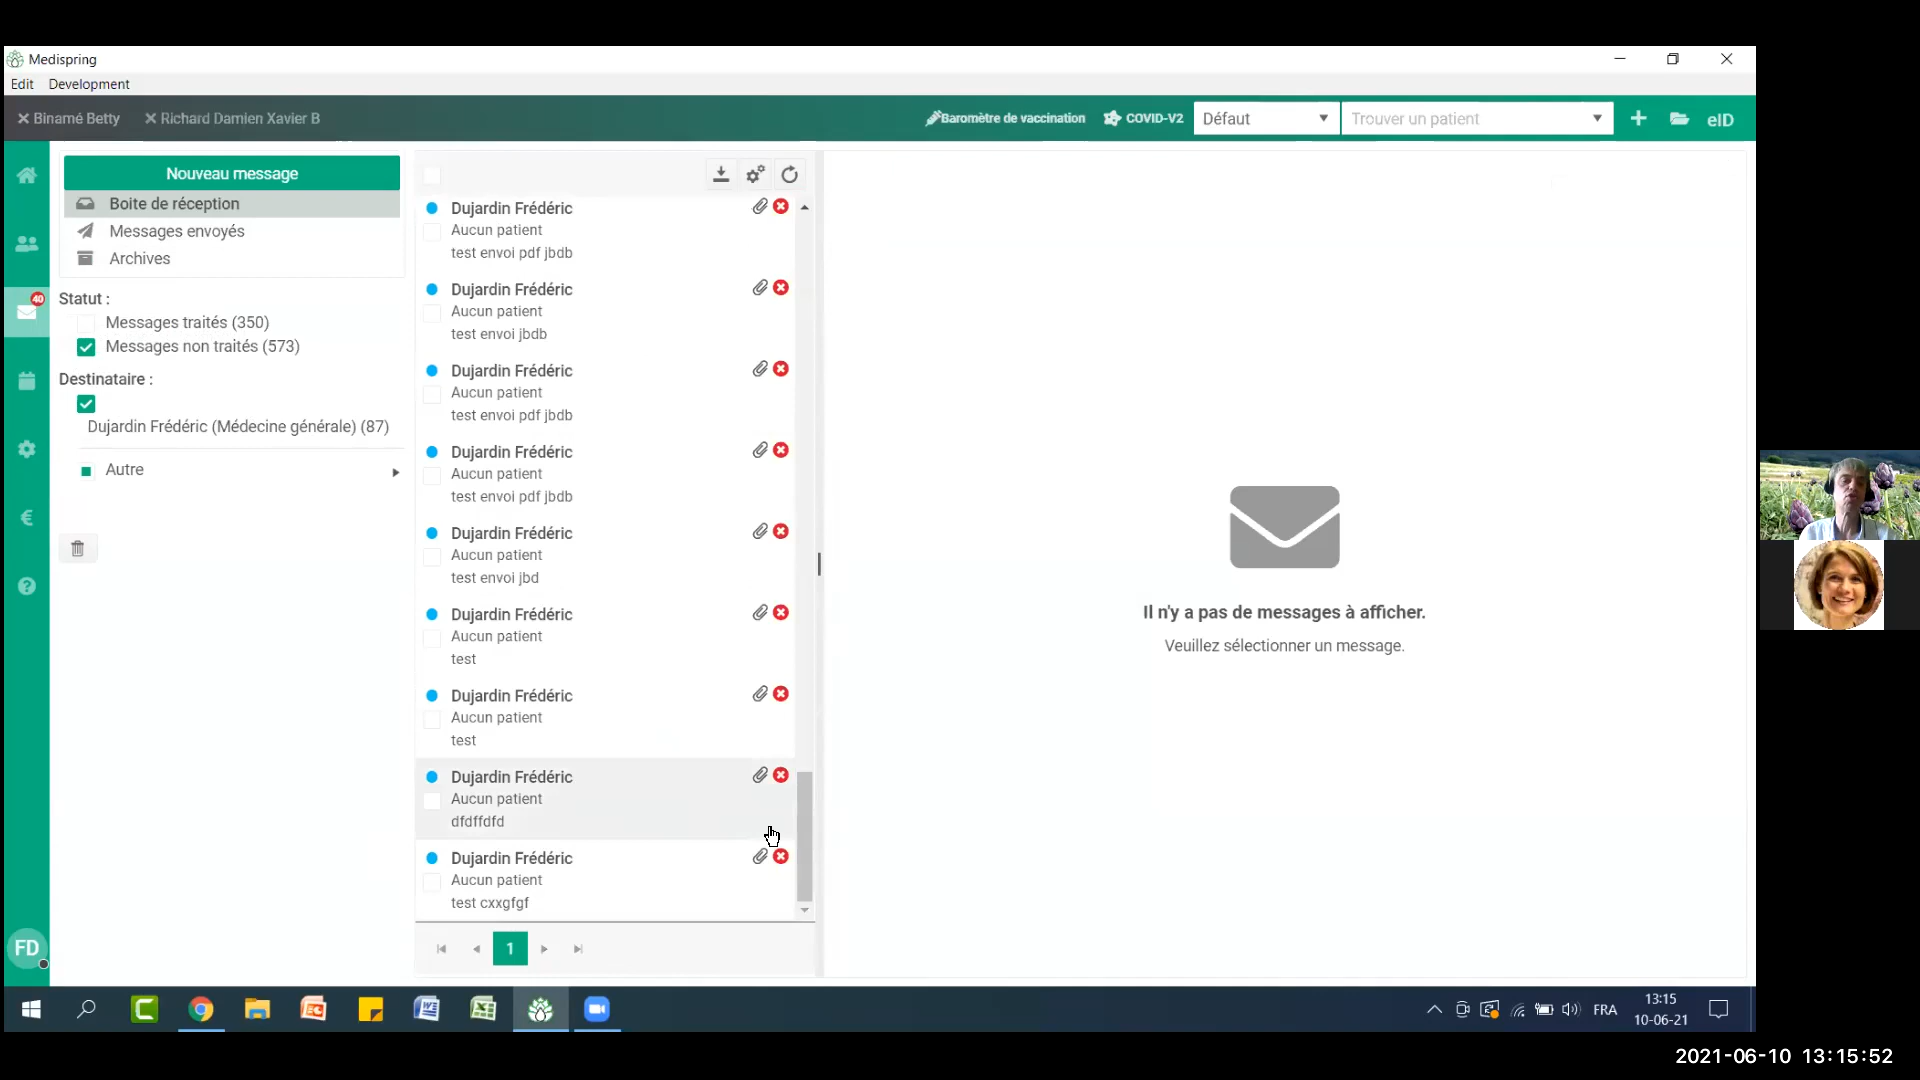 Medispring
Edit Development
Binamé Betty
Richard Damien Xavier B
Baromètre de vaccination
COVID-V2
Défaut
Trouver un patient
eID
Nouveau message
Boite de réception
Messages envoyés
Archives
Statut :
Messages traités (350)
Messages non traités (573)
Destinataire :
Dujardin Frédéric (Médecine générale) (87)
Autre
40
FD
Dujardin Frédéric
Aucun patient
test envoi pdf jbdb
Dujardin Frédéric
Aucun patient
test envoi jbdb
Dujardin Frédéric
Aucun patient
test envoi pdf jbdb
Dujardin Frédéric
Aucun patient
test envoi pdf jbdb
Dujardin Frédéric
Aucun patient
test envoi jbd
Dujardin Frédéric
Aucun patient
test
Dujardin Frédéric
Aucun patient
test
Dujardin Frédéric
Aucun patient
dfdffdfd
Dujardin Frédéric
Aucun patient
test cxxgfgf
1
Il n'y a pas de messages à afficher.
Veuillez sélectionner un message.
FRA
13:15
10-06-21
2021-06-10 13:15:52